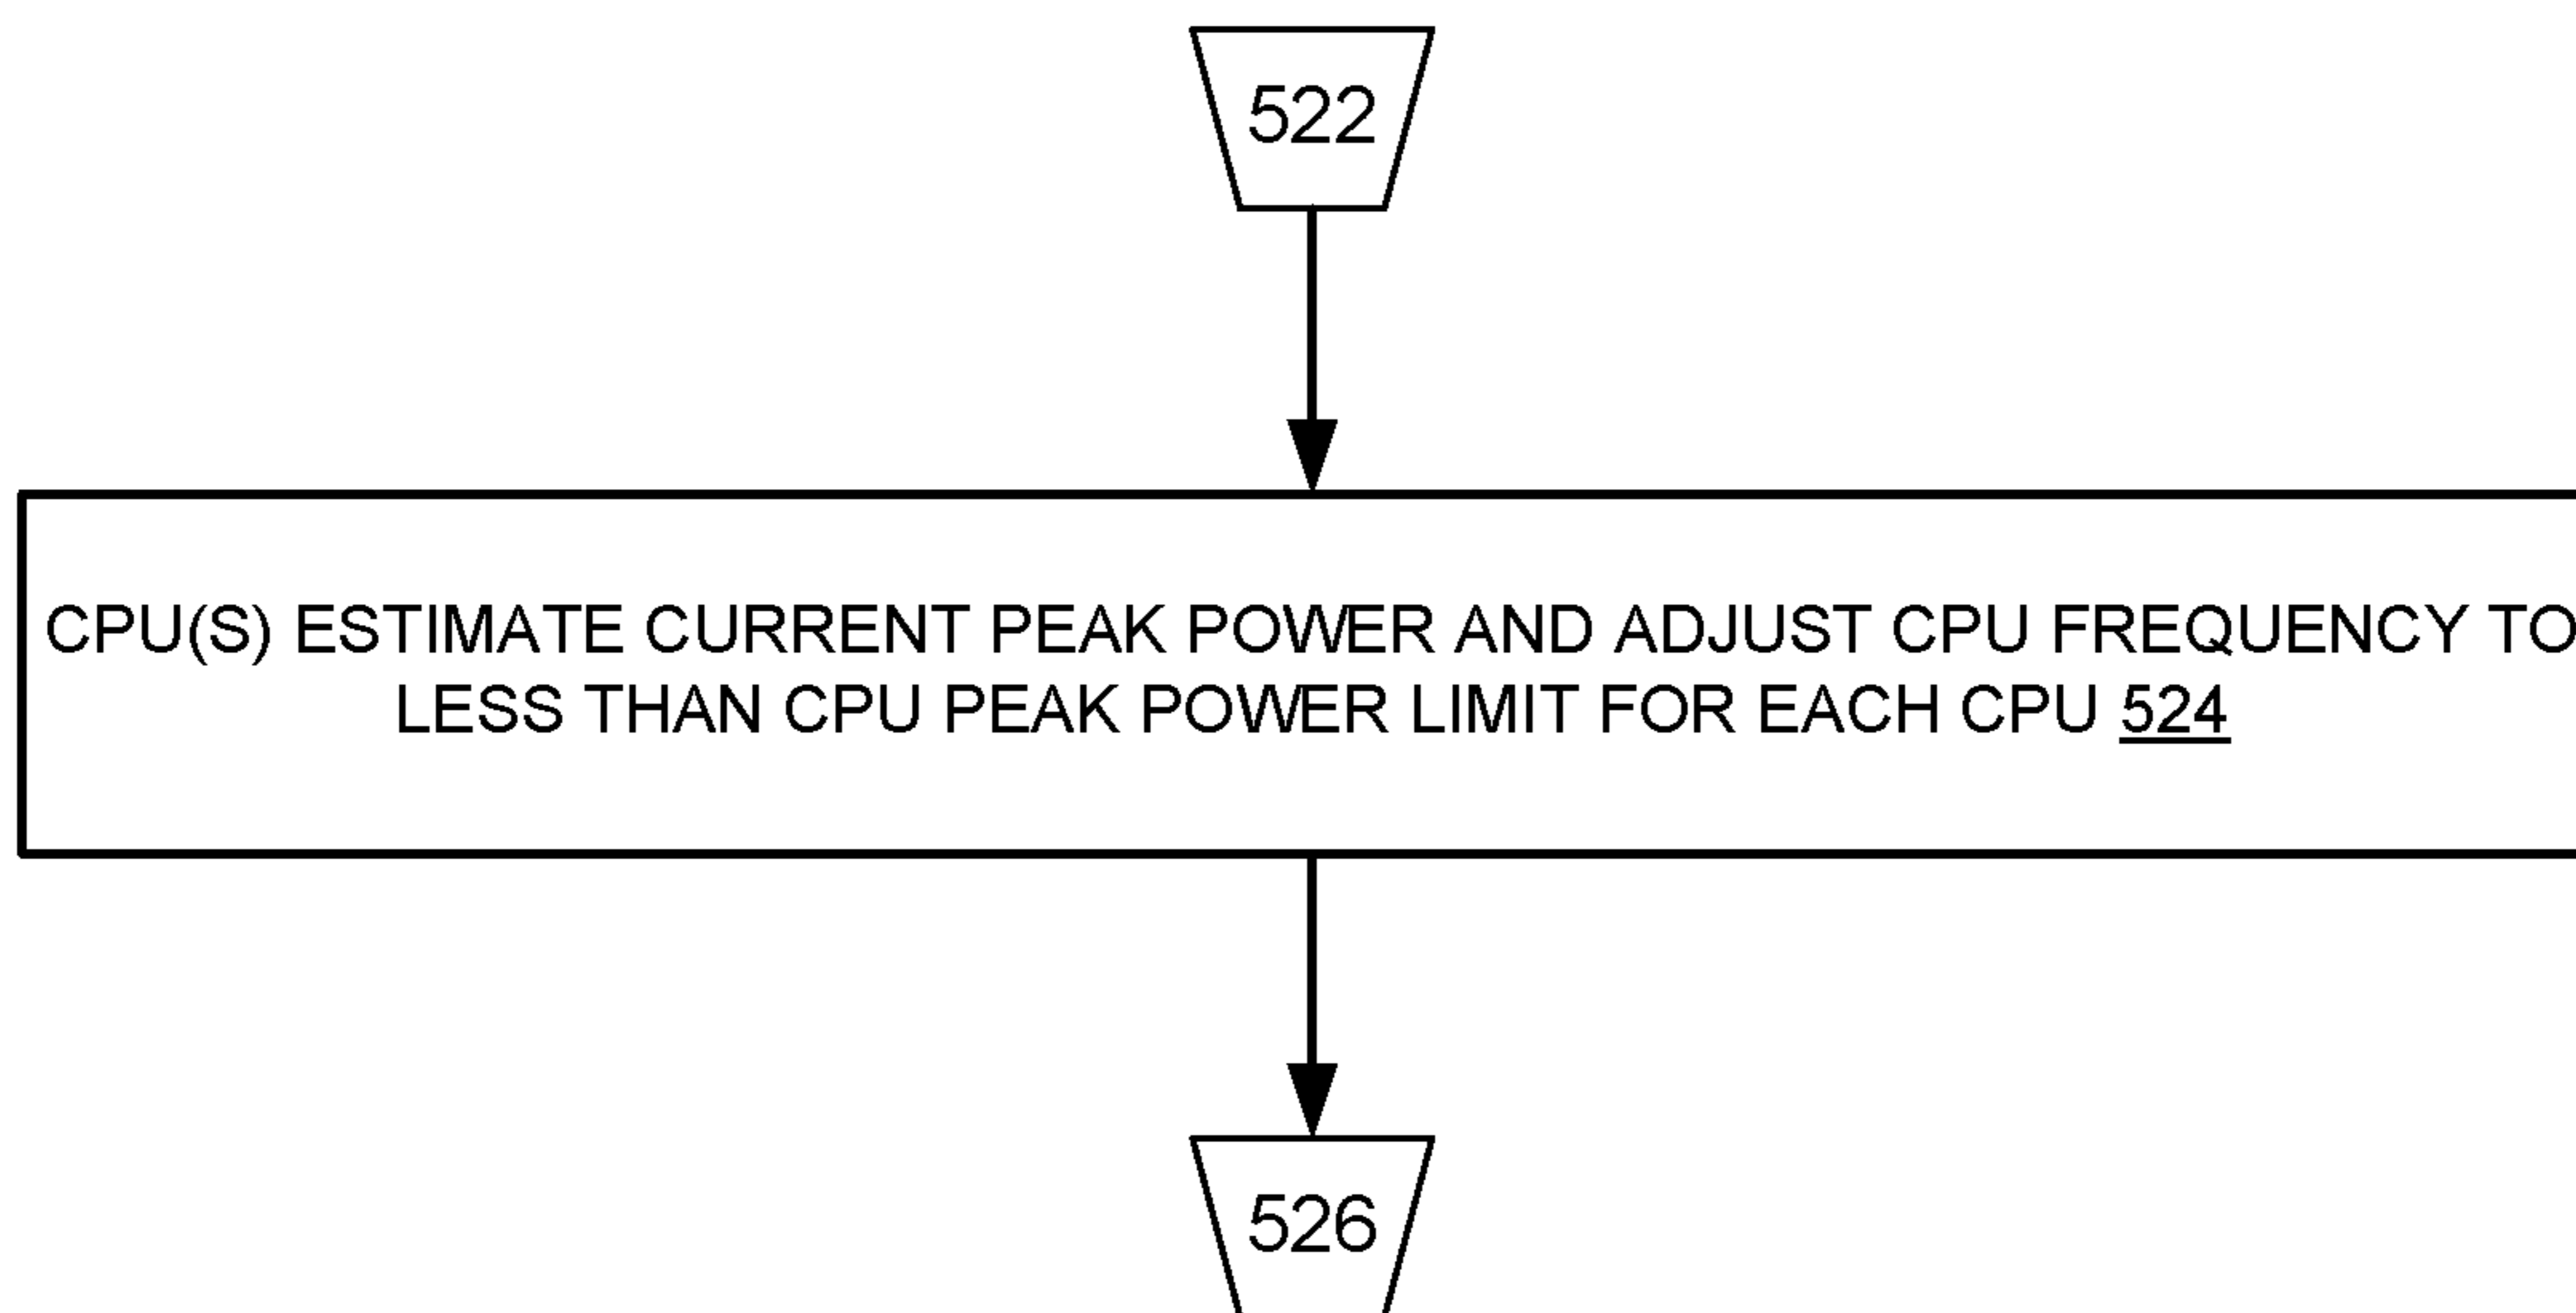 522
CPU(S) ESTIMATE CURRENT PEAK POWER AND ADJUST CPU FREQUENCY TO
LESS THAN CPU PEAK POWER LIMIT FOR EACH CPU 524
526